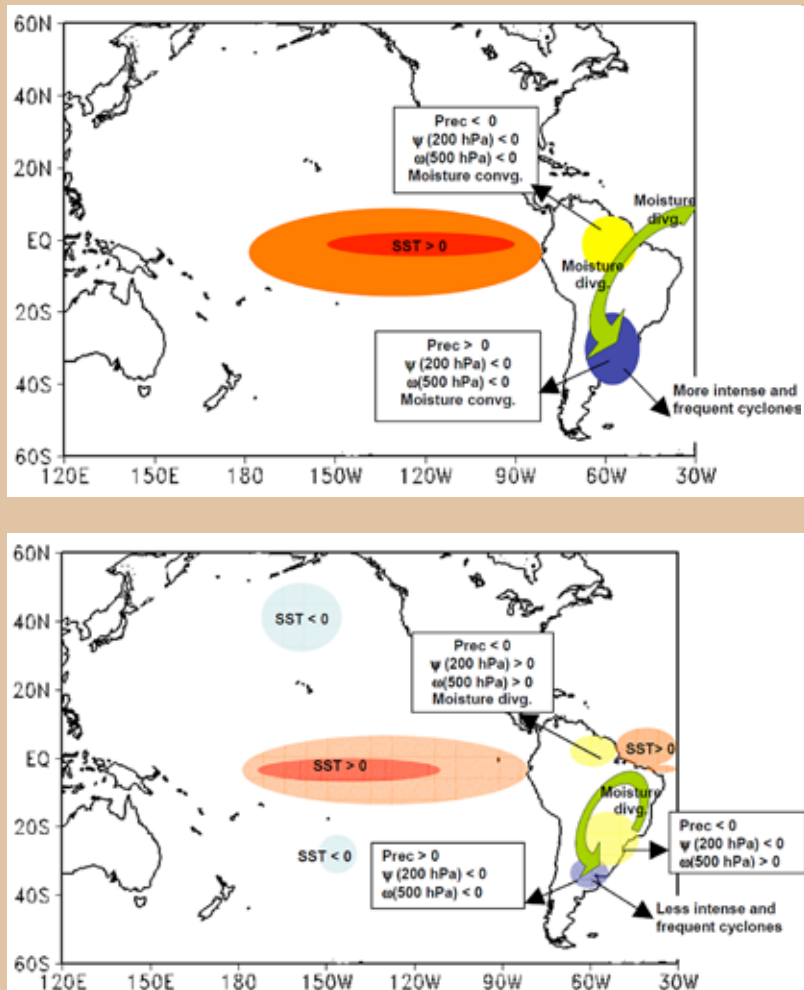 60N
40N
20N
EQ
20S
40S
60S
120E 150E 180 150W 120W 90W 60W 30W
Prec < 0
ψ (200 hPa) < 0
ω(500 hPa) < 0
Moisture convg.
Moisture
divg.
SST > 0
Moisture
divg.
Prec > 0
ψ (200 hPa) < 0
ω(500 hPa) < 0
Moisture convg.
More intense and
frequent cyclones
60N
40N
20N
EQ
20S
40S
60S
120E 150E 180 150W 120W 90W 60W 30W
SST < 0
Prec < 0
ψ (200 hPa) > 0
ω(500 hPa) > 0
Moisture divg.
SST > 0
SST> 0
Moisture
divg.
SST < 0
Prec > 0
ψ (200 hPa) < 0
ω(500 hPa) < 0
Prec < 0
ψ (200 hPa) < 0
ω(500 hPa) > 0
Less intense and
frequent cyclones